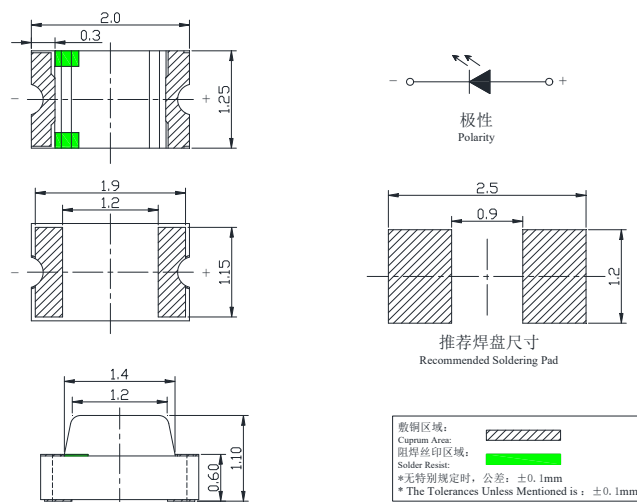 2.0
0.3
- +
1.25
- +
极性
Polarity
1.9
1.2
- +
1.15
2.5
0.9
1.2
推荐焊盘尺寸
Recommended Soldering Pad
1.4
1.2
0.60
1.10
敷铜区域:
Cuprum Area:
阻焊丝印区域:
Solder Resist:
*无特别规定时，公差：±0.1mm
* The Tolerances Unless Mentioned is : ±0.1mm